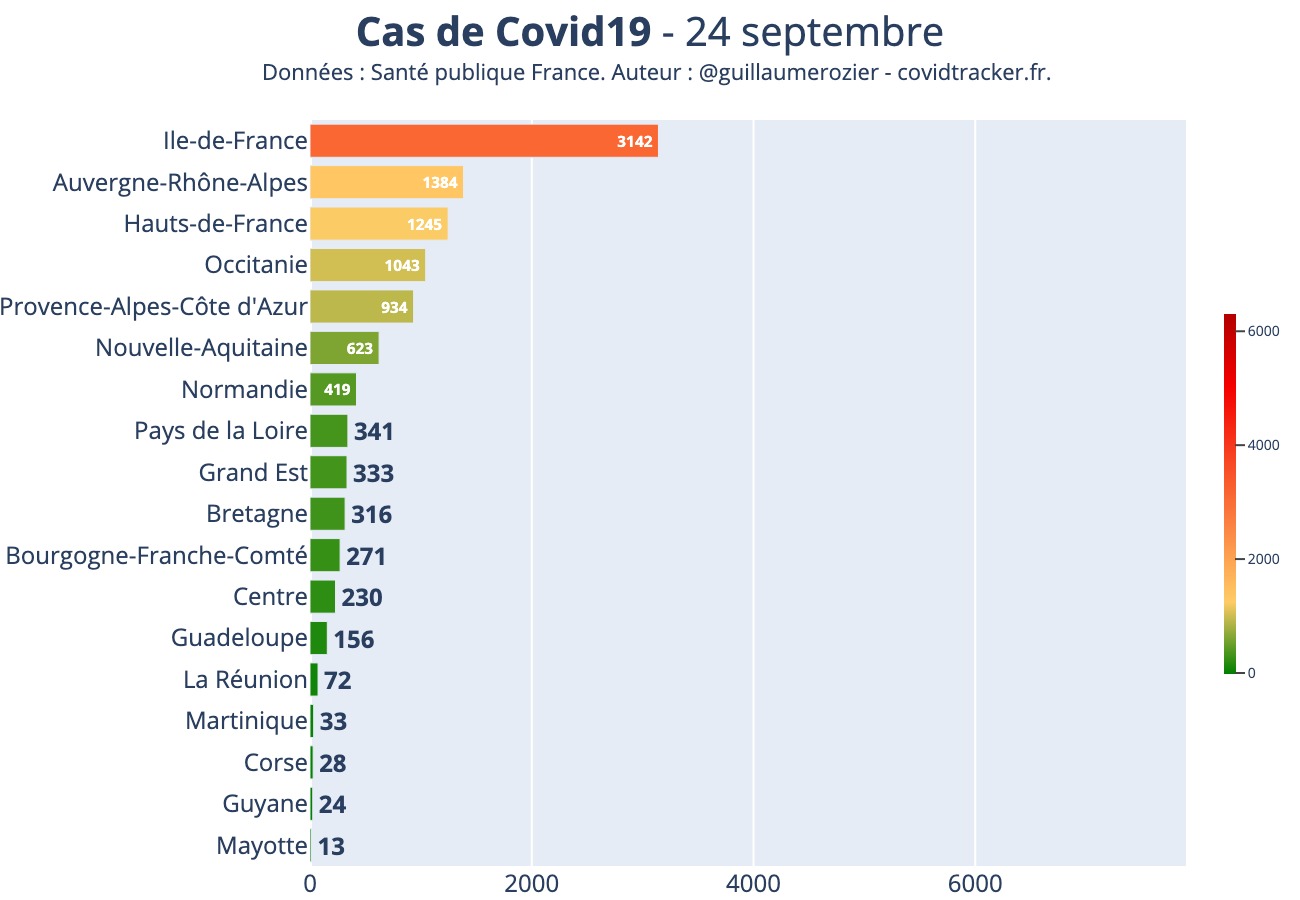 Cas de Covid19 - 24 septembre
Données : Santé publique France. Auteur : @guillaumerozier - covidtracker.fr.
Ile-de-France 3142
Auvergne-Rhône-Alpes 1384
Hauts-de-France 1245
Occitanie 1043
Provence-Alpes-Côte d'Azur 934
Nouvelle-Aquitaine 623
Normandie 419
Pays de la Loire 341
Grand Est 333
Bretagne 316
Bourgogne-Franche-Comté 271
Centre 230
Guadeloupe 156
La Réunion 72
Martinique 33
Corse 28
Guyane 24
Mayotte 13
0 2000 4000 6000
6000
4000
2000
0